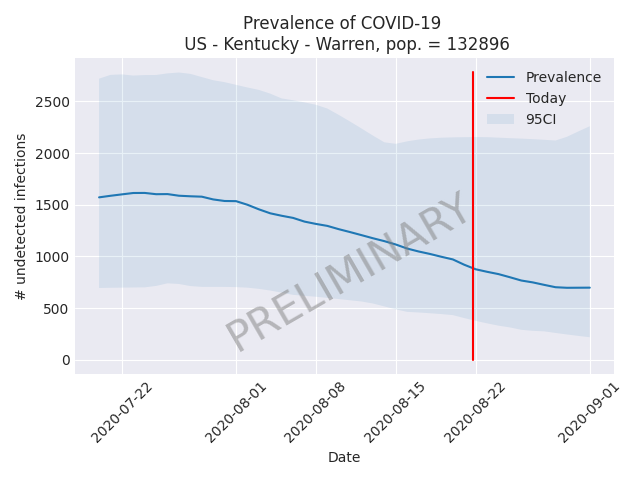 Prevalence of COVID-19
US - Kentucky - Warren, pop. = 132896
Prevalence
Today
95CI
2500
2000
1500
1000
500
0
# undetected infections
PRELIMINARY
2020-07-22
2020-08-01
2020-08-08
2020-08-15
2020-08-22
2020-09-01
Date